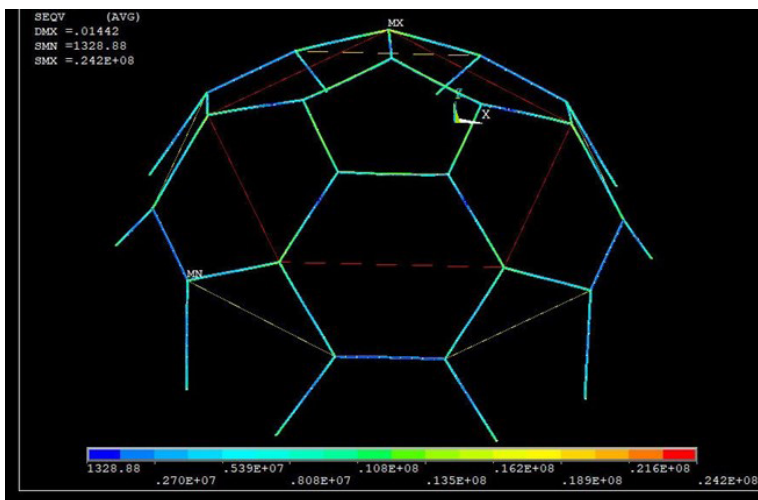 SEQV (AVG)
DMX =.01442
SMN =1328.88
SMX =.242E+08
MX
Z
X
MN
1328.88 .539E+07 .108E+08 .162E+08 .216E+08
.270E+07 .808E+07 .135E+08 .189E+08 .242E+08